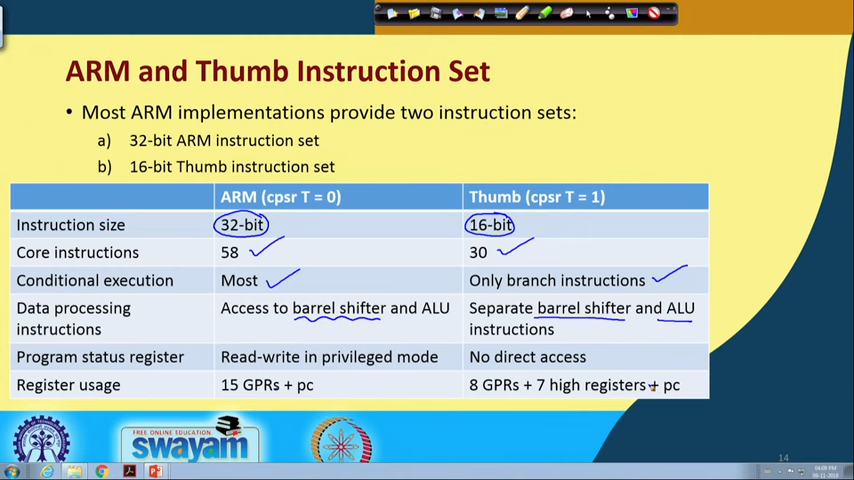 ARM and Thumb Instruction Set
• Most ARM implementations provide two instruction sets:
a) 32-bit ARM instruction set
b) 16-bit Thumb instruction set
ARM (cpsr T = 0) Thumb (cpsr T = 1)
Instruction size 32-bit 16-bit
Core instructions 58 30
Conditional execution Most Only branch instructions
Data processing instructions Access to barrel shifter and ALU Separate barrel shifter and ALU instructions
Program status register Read-write in privileged mode No direct access
Register usage 15 GPRs + pc 8 GPRs + 7 high registers + pc
FREE ONLINE EDUCATION
swayam
14
04:09 PM